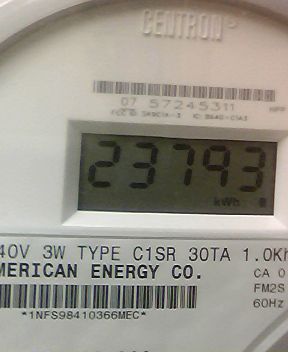 CENTRON
07 57245311
23793
kWh
40V 3W TYPE C1SR 30TA 1.0Kh
MERICAN ENERGY CO.
CA 0
FM2S
60Hz
*1NFS98410366MEC*